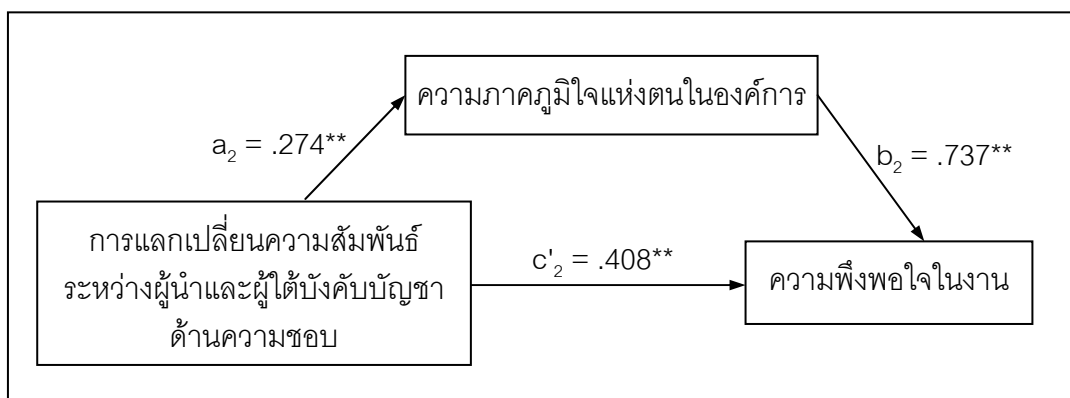 ความภาคภูมิใจแห่งตนในองค์การ
a₂ = .274**
b₂ = .737**
การแลกเปลี่ยนความสัมพันธ์
ระหว่างผู้นำและผู้ใต้บังคับบัญชา
ด้านความชอบ
c'₂ = .408**
ความพึงพอใจในงาน